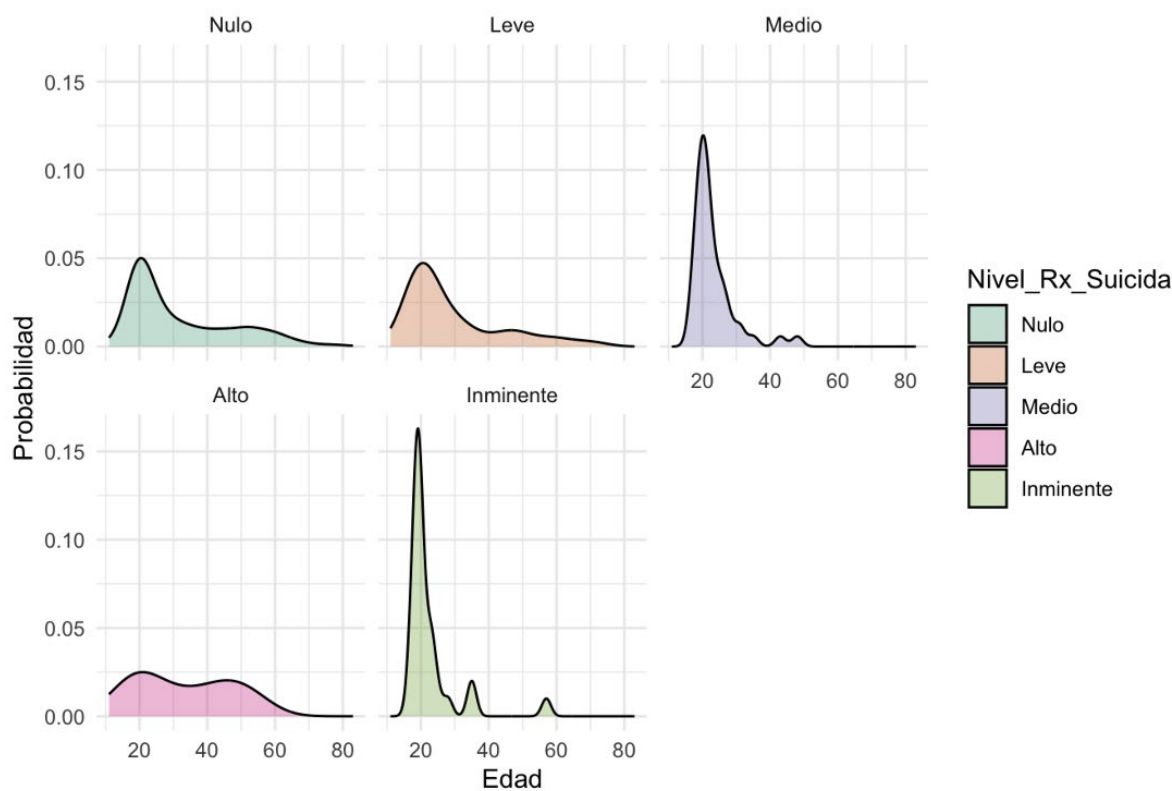 Nulo
Leve
Medio
0.15
0.10
0.05
0.00
20 40 60 80
Alto
Inminente
0.15
0.10
0.05
0.00
20 40 60 80
20 40 60 80
Probabilidad
Edad
Nivel_Rx_Suicida
Nulo
Leve
Medio
Alto
Inminente